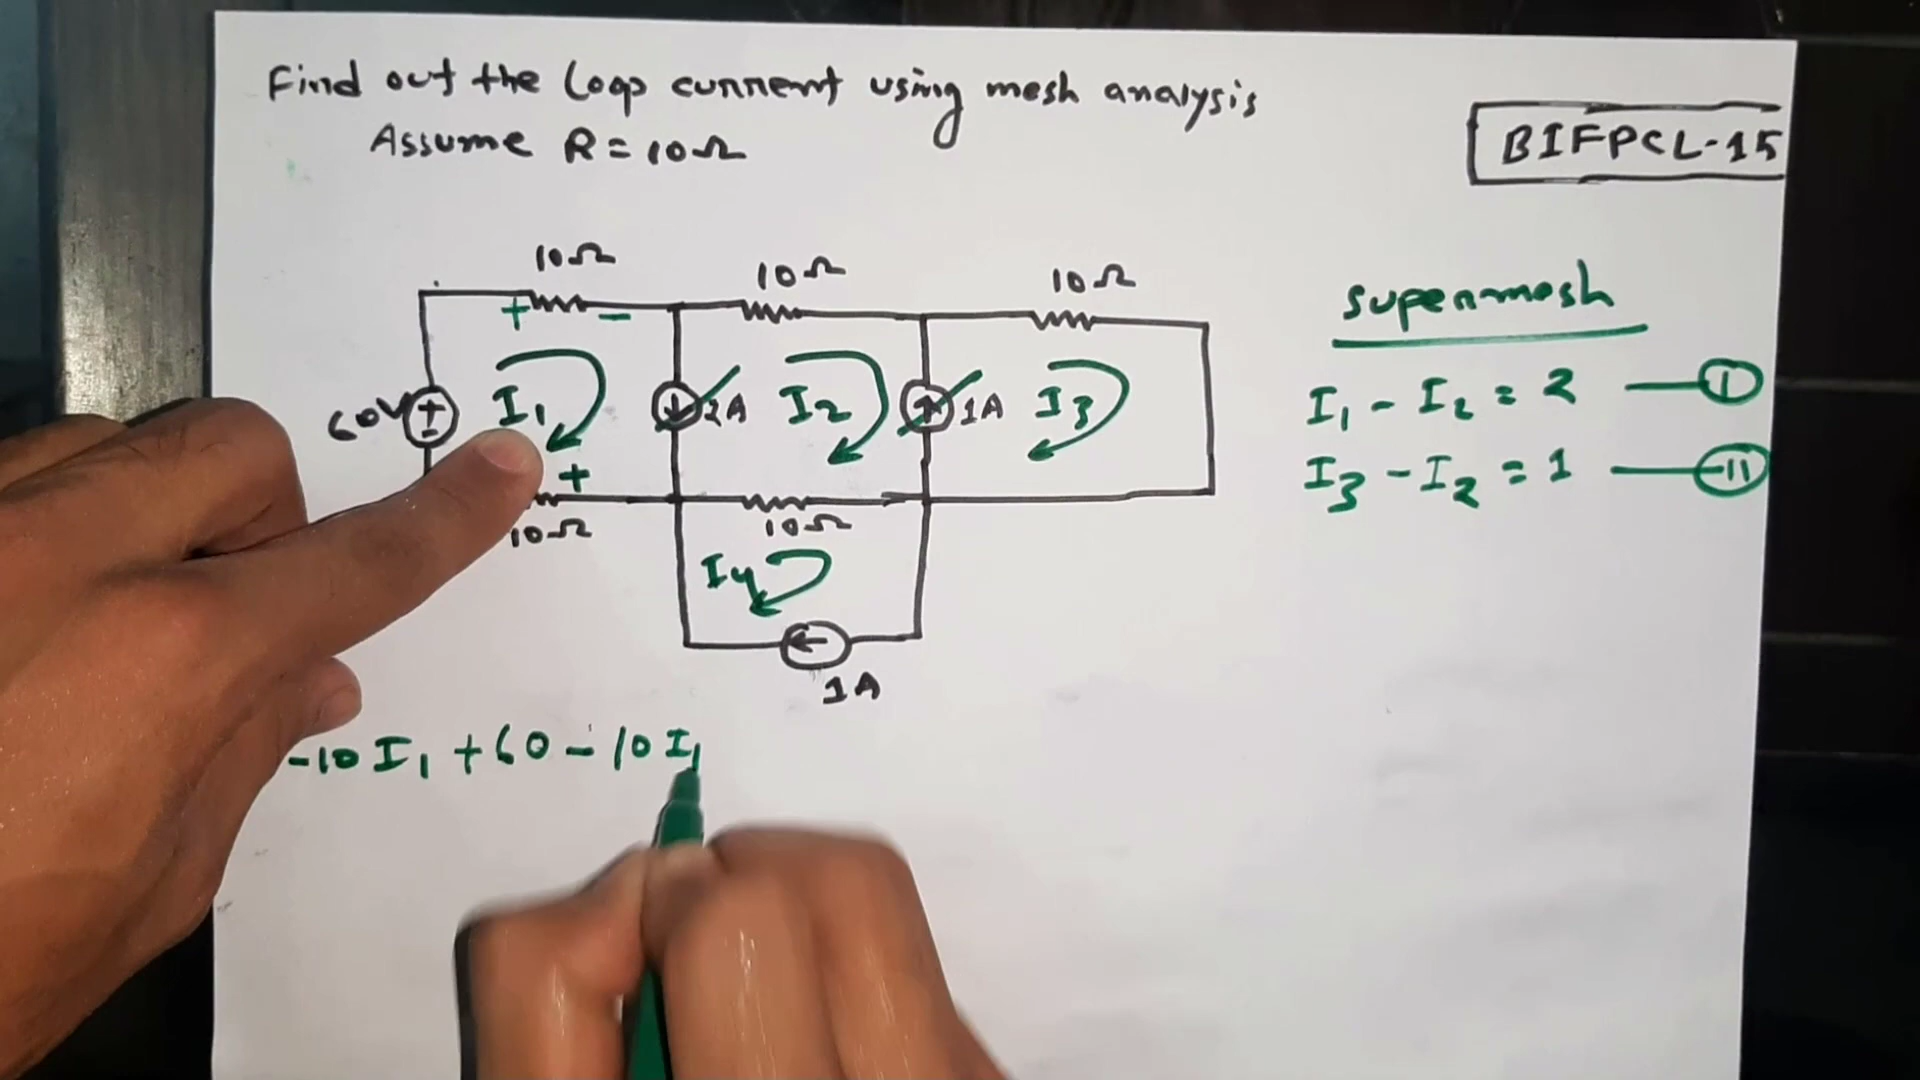 Find out the loop current using mesh analysis
Assume R = 10Ω
BIFPCL-15
10Ω
10Ω
10Ω
supermesh
+ −
60V + −
I1
2A
I2
1A
I3
I1 - I2 = 2 — I
+
I3 - I2 = 1 — II
10Ω
10Ω
I4
1A
-10 I1 + 60 - 10 I1